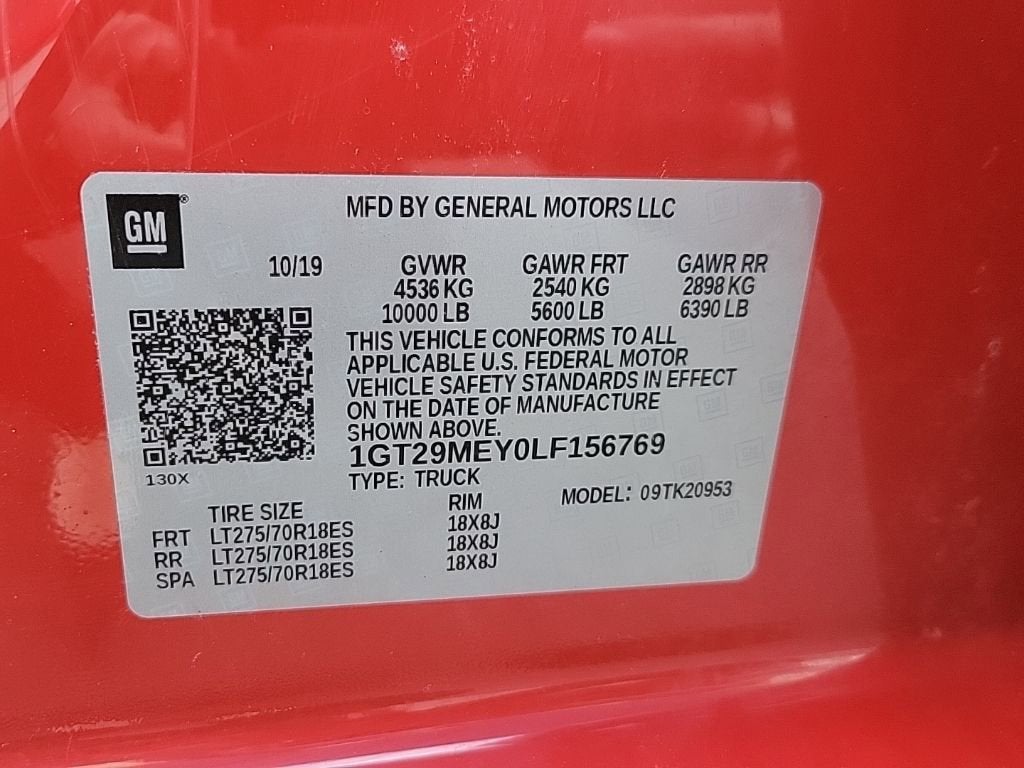 GM®
MFD BY GENERAL MOTORS LLC
10/19 GVWR GAWR FRT GAWR RR
4536 KG 2540 KG 2898 KG
10000 LB 5600 LB 6390 LB
THIS VEHICLE CONFORMS TO ALL
APPLICABLE U.S. FEDERAL MOTOR
VEHICLE SAFETY STANDARDS IN EFFECT
ON THE DATE OF MANUFACTURE
SHOWN ABOVE.
1GT29MEY0LF156769
130X
TYPE: TRUCK
MODEL: 09TK20953
TIRE SIZE RIM
FRT LT275/70R18ES 18X8J
RR LT275/70R18ES 18X8J
SPA LT275/70R18ES 18X8J